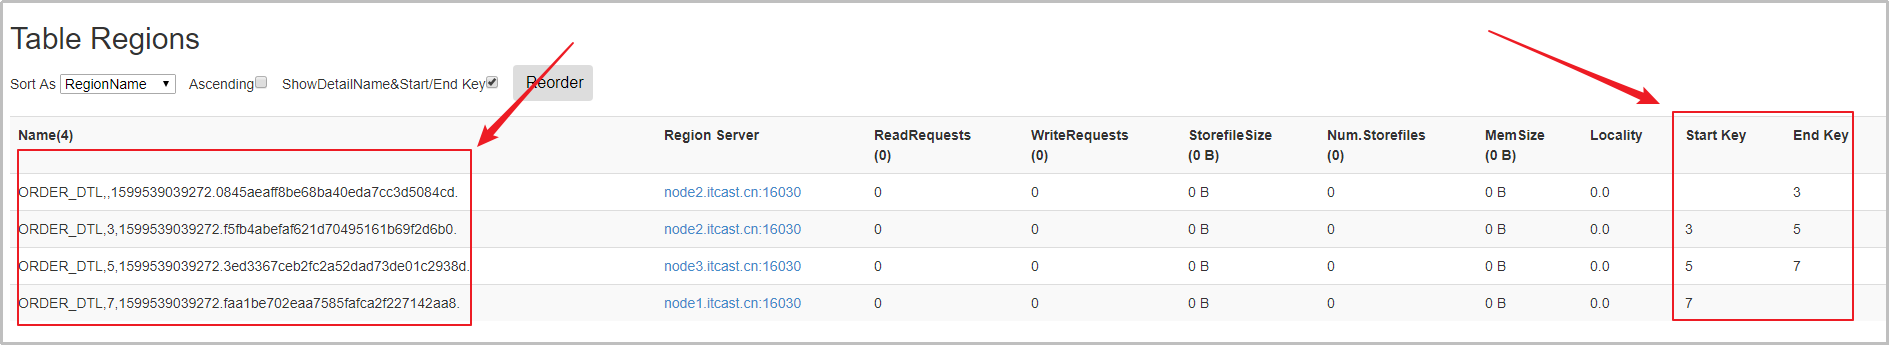 Table Regions
Sort As RegionName Ascending ShowDetailName&Start/End Key Reorder
Name(4) Region Server ReadRequests (0) WriteRequests (0) StorefileSize (0 B) Num.Storefiles (0) MemSize (0 B) Locality Start Key End Key
ORDER_DTL,,1599539039272.0845aeaff8be68ba40eda7cc3d5084cd. node2.itcast.cn:16030 0 0 0 B 0 0 B 0.0 3
ORDER_DTL,3,1599539039272.f5fb4abefaf621d70495161b69f2d6b0. node2.itcast.cn:16030 0 0 0 B 0 0 B 0.0 3 5
ORDER_DTL,5,1599539039272.3ed3367ceb2fc2a52dad73de01c2938d. node3.itcast.cn:16030 0 0 0 B 0 0 B 0.0 5 7
ORDER_DTL,7,1599539039272.faa1be702eaa7585fafca2f227142aa8. node1.itcast.cn:16030 0 0 0 B 0 0 B 0.0 7